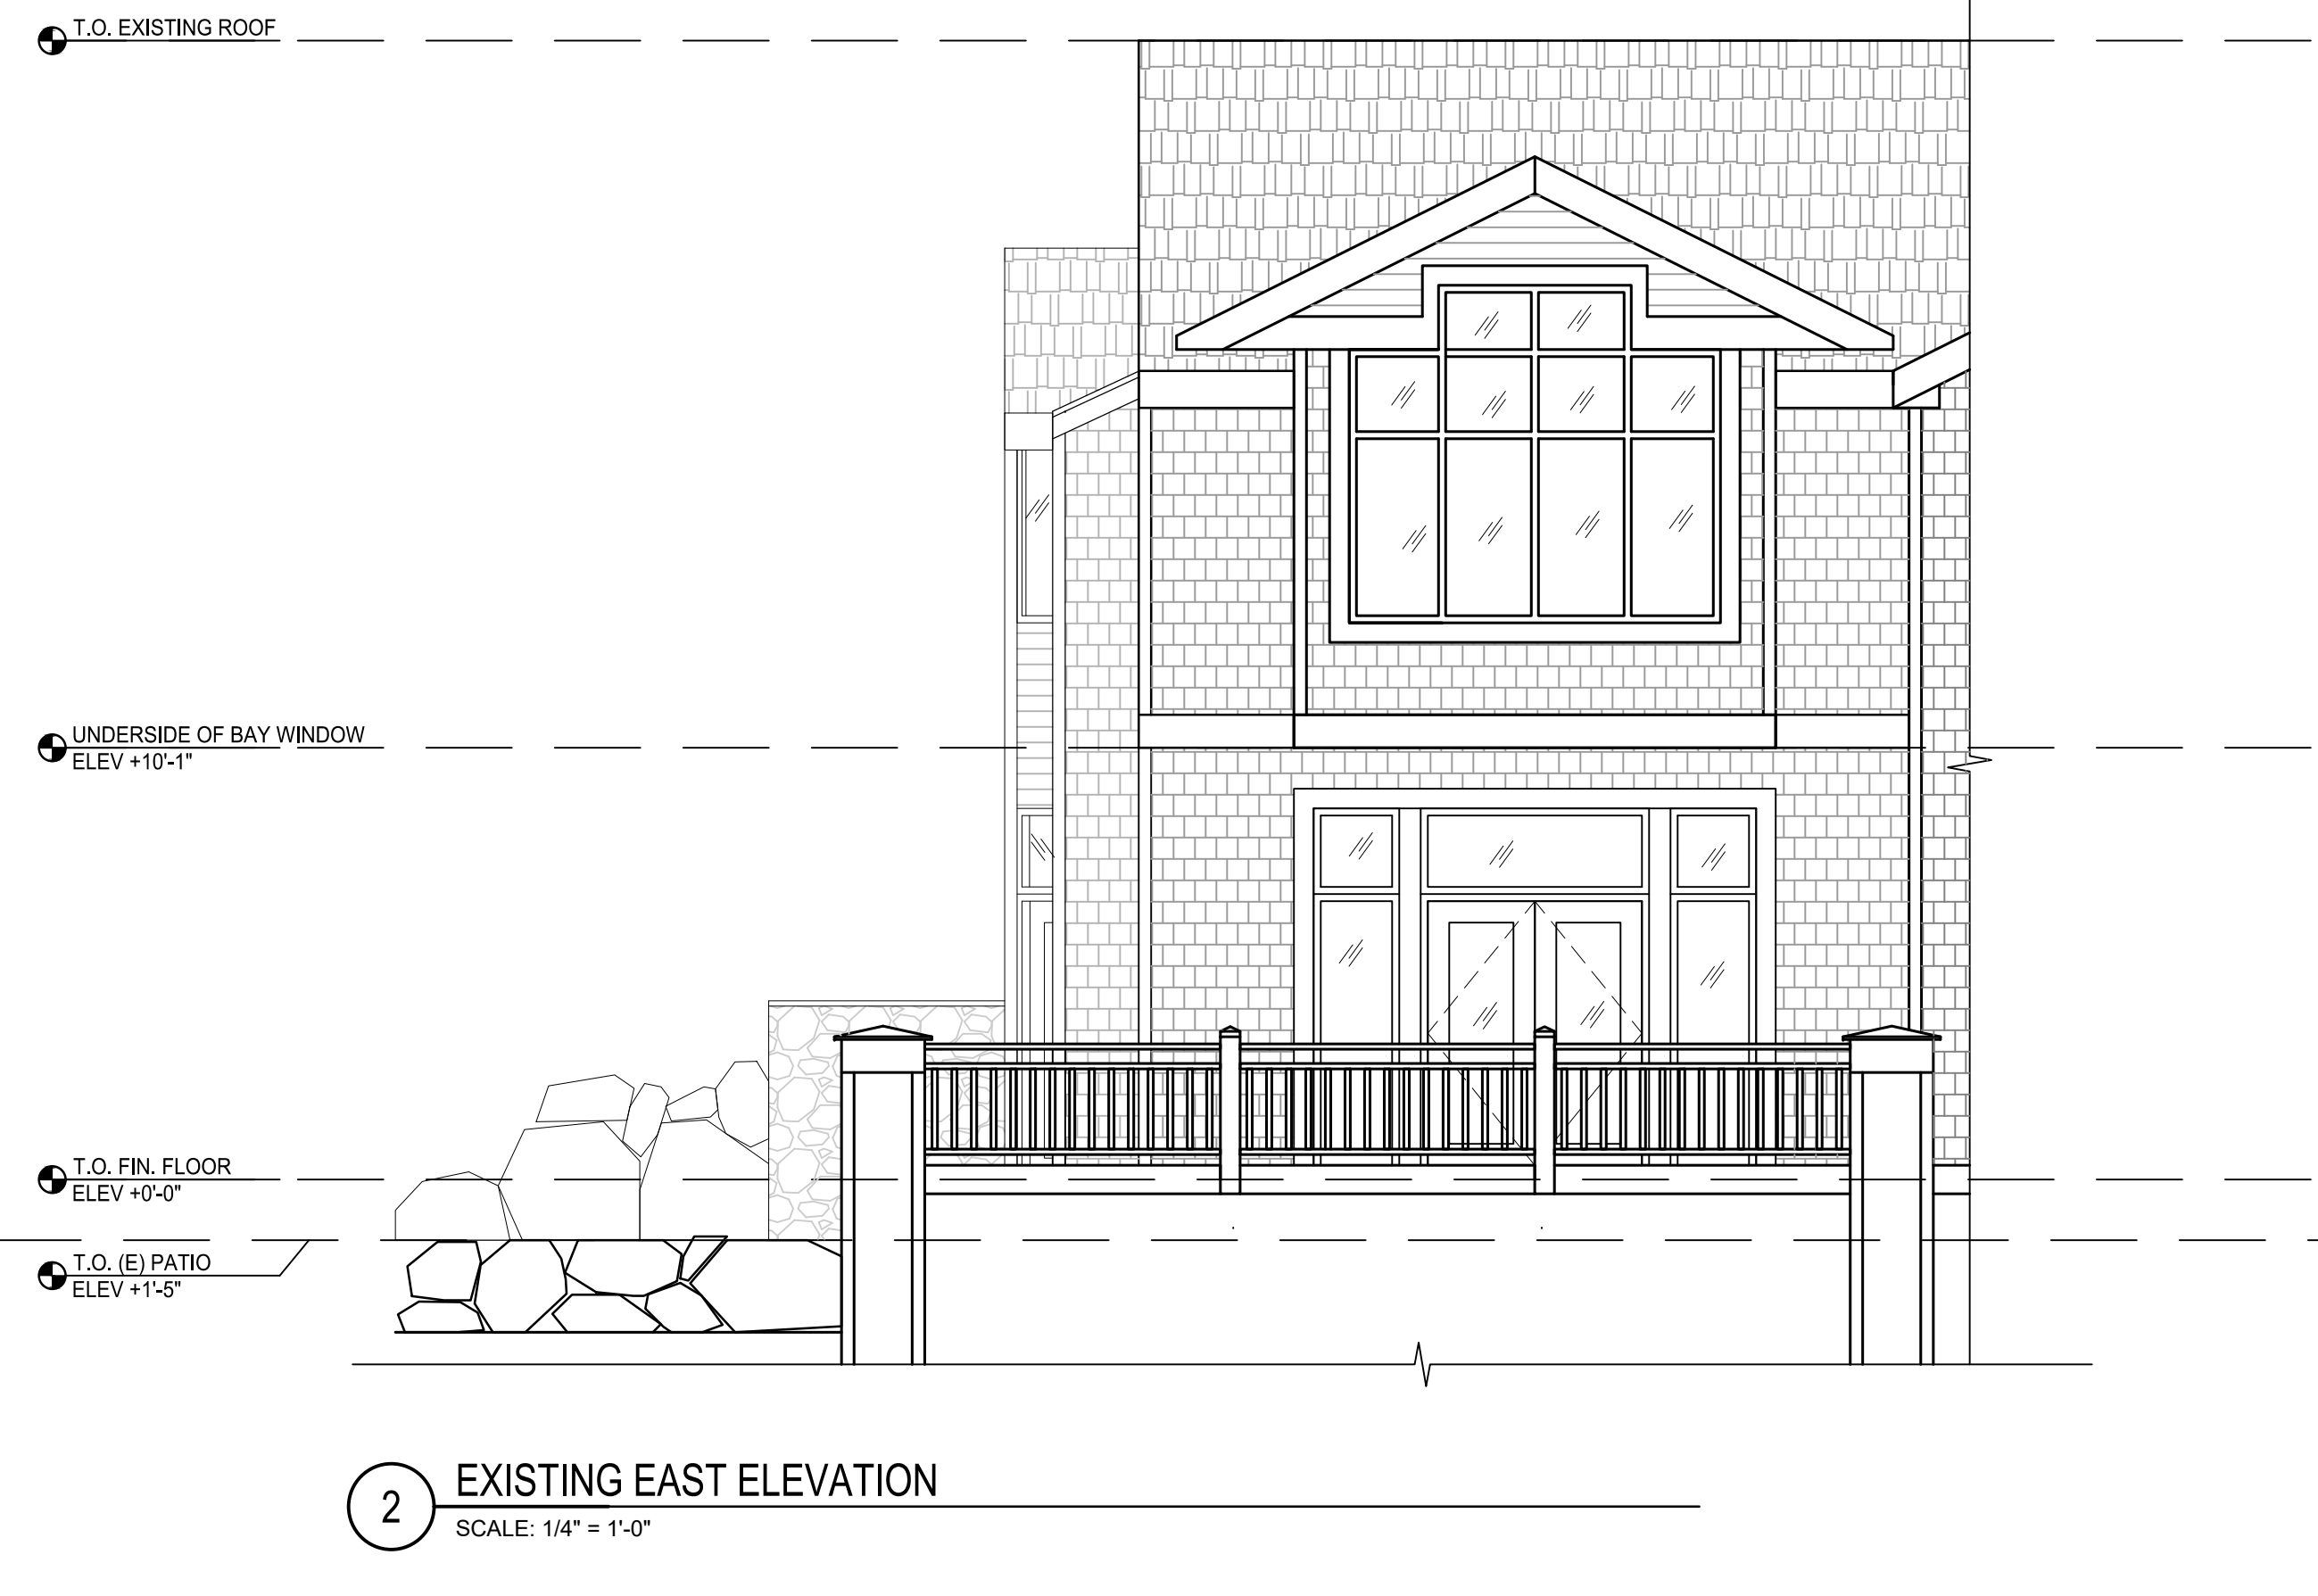 T.O. EXISTING ROOF
UNDERSIDE OF BAY WINDOW
ELEV +10'-1"
T.O. FIN. FLOOR
ELEV +0'-0"
T.O. (E) PATIO
ELEV +1'-5"
2
EXISTING EAST ELEVATION
SCALE: 1/4" = 1'-0"